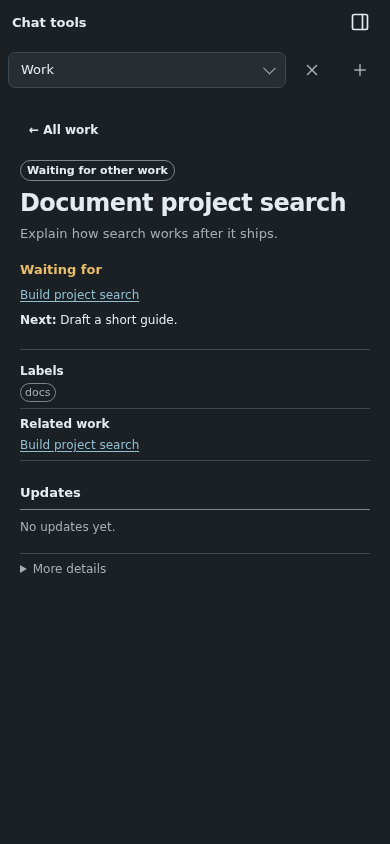 Chat tools
Work
← All work
Waiting for other work
Document project search
Explain how search works after it ships.
Waiting for
Build project search
Next: Draft a short guide.
Labels
docs
Related work
Build project search
Updates
No updates yet.
More details